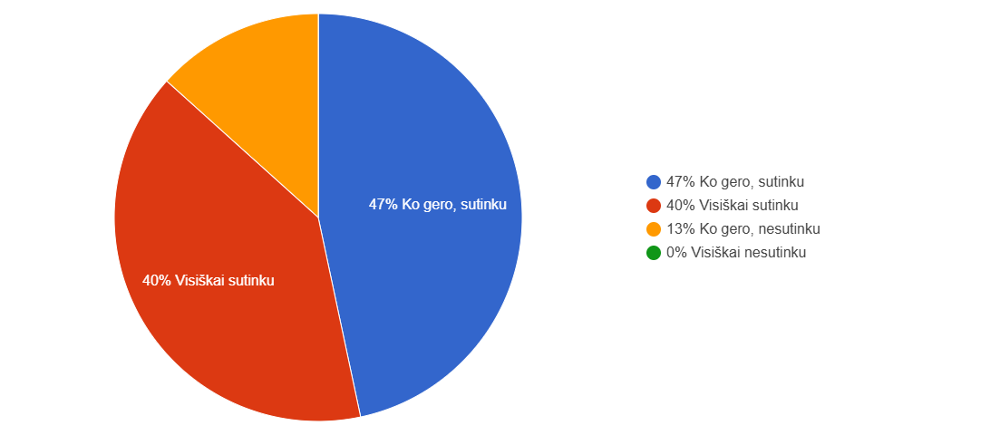 47% Ko gero, sutinku
40% Visiškai sutinku
47% Ko gero, sutinku
40% Visiškai sutinku
13% Ko gero, nesutinku
0% Visiškai nesutinku